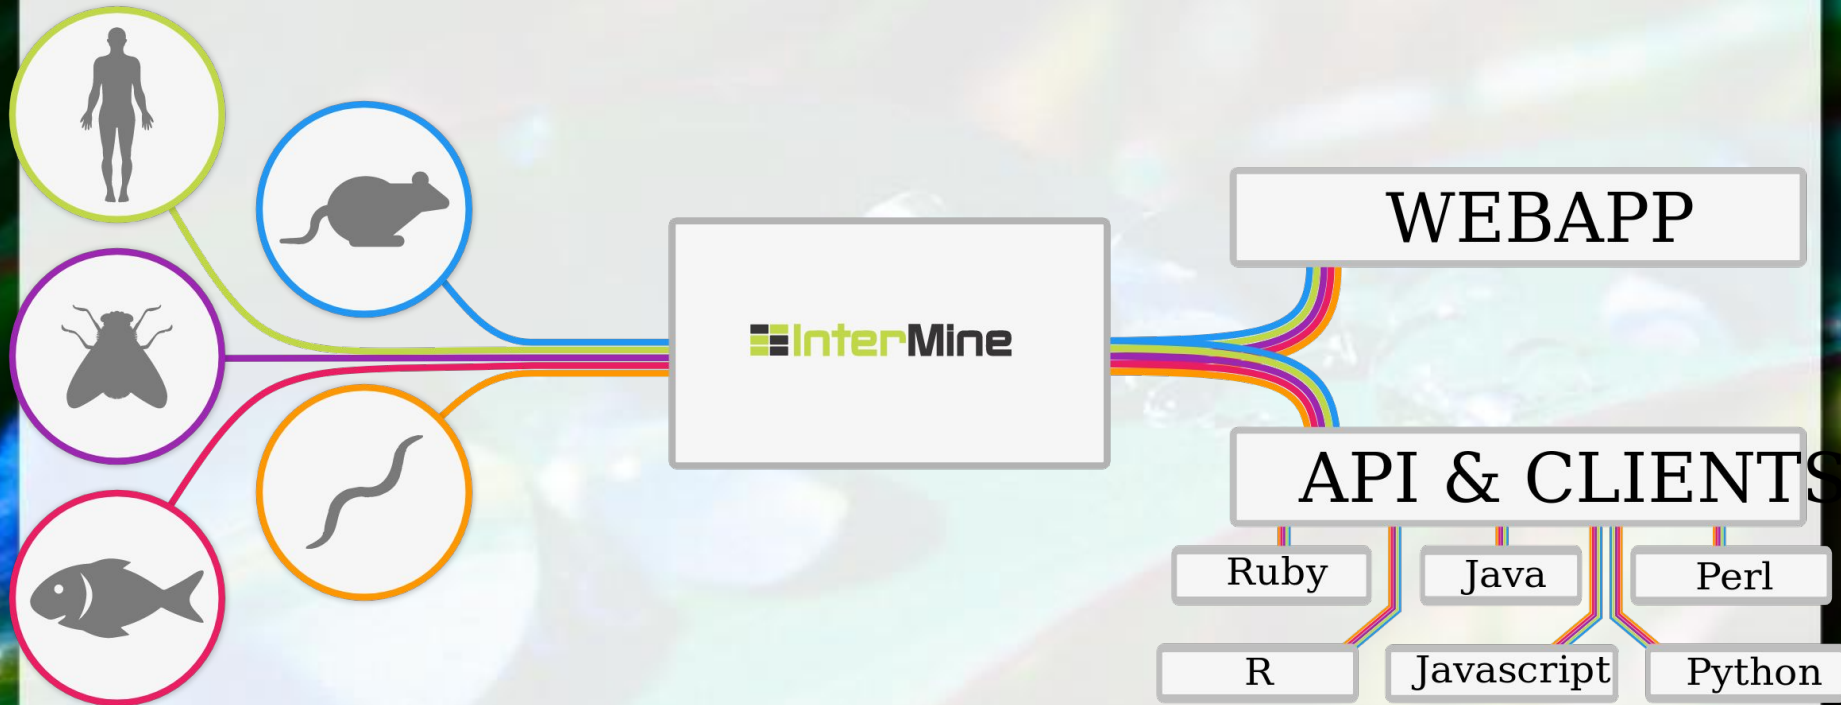 InterMine
WEBAPP
API & CLIENTS
Ruby
Java
Perl
R
Javascript
Python